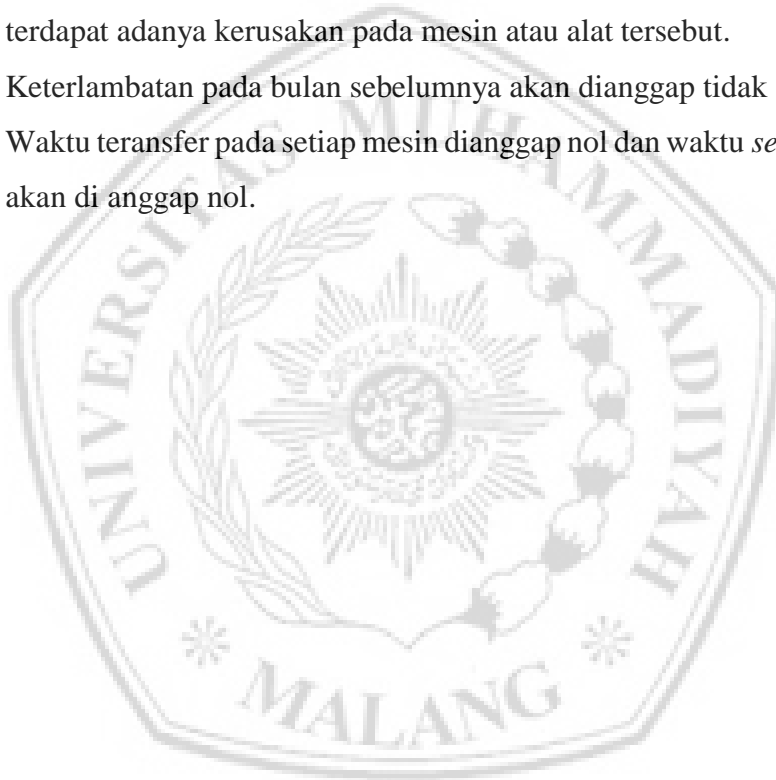 terdapat adanya kerusakan pada mesin atau alat tersebut.
Keterlambatan pada bulan sebelumnya akan dianggap tidak
Waktu teransfer pada setiap mesin dianggap nol dan waktu se
akan di anggap nol.
UNIVERSITAS MUHAMMADIYAH
MALANG